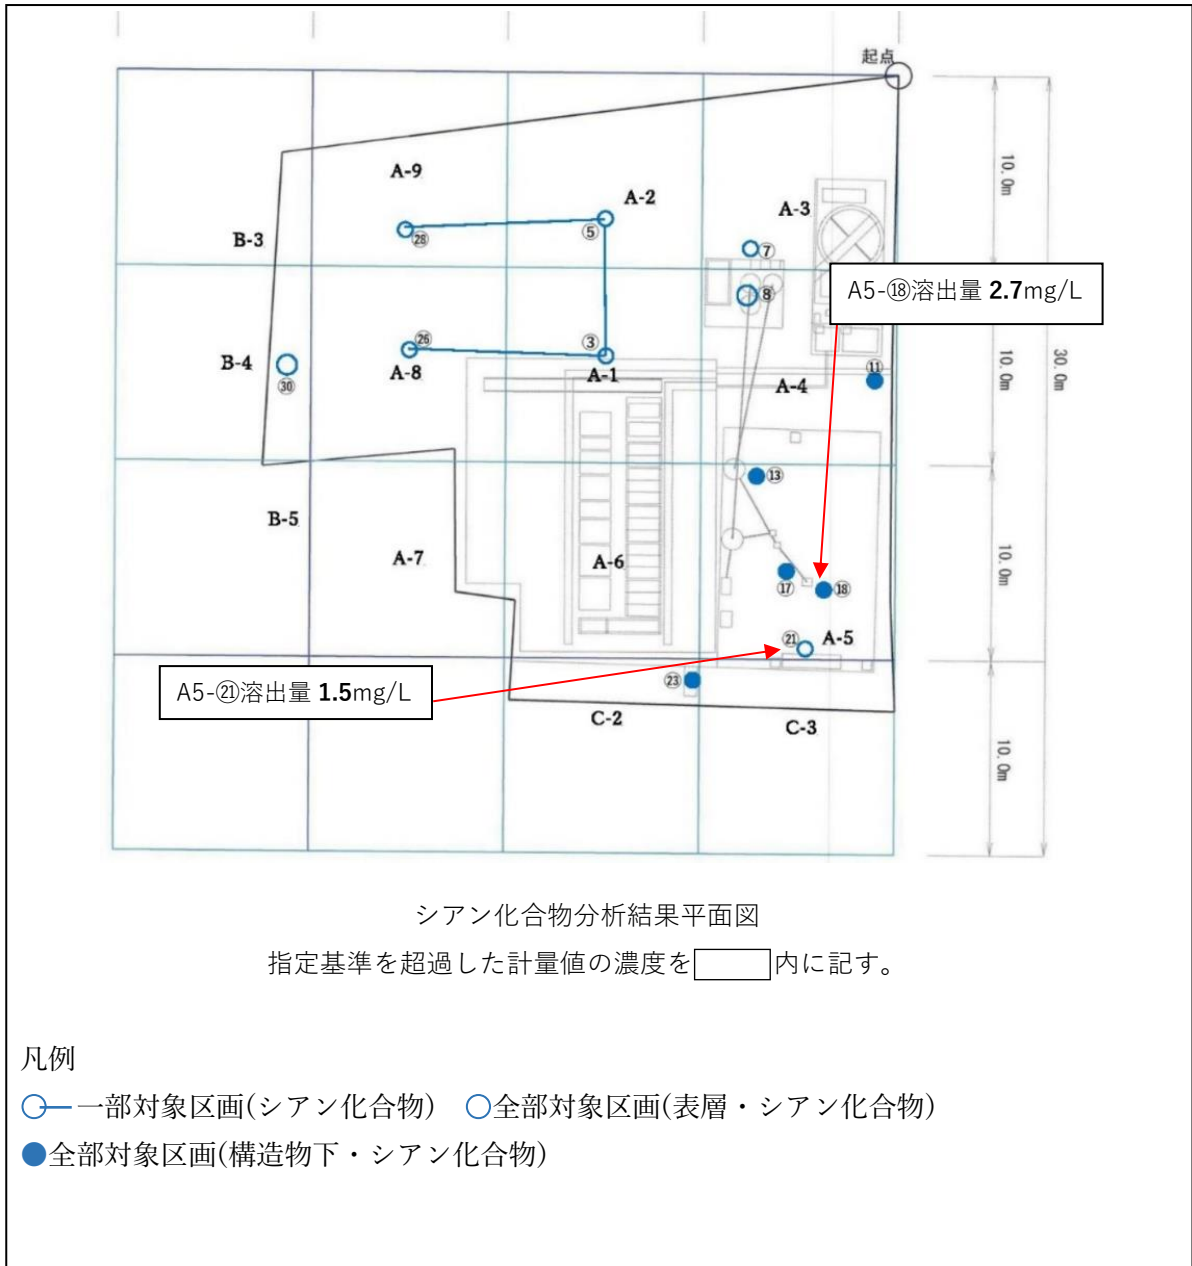 起点
10.0m
A-9
A-2
A-3
B-3
⑤
㉘
⑦
⑧
A5-⑱溶出量 2.7mg/L
㉖
③
B-4
㉚
A-8
A-1
A-4
⑪
10.0m
30.0m
⑬
B-5
A-7
A-6
⑰
⑱
10.0m
㉑
A-5
A5-㉑溶出量 1.5mg/L
㉓
C-2
C-3
10.0m
シアン化合物分析結果平面図
指定基準を超過した計量値の濃度を 内に記す。
凡例
一部対象区画(シアン化合物) 全部対象区画(表層・シアン化合物)
全部対象区画(構造物下・シアン化合物)